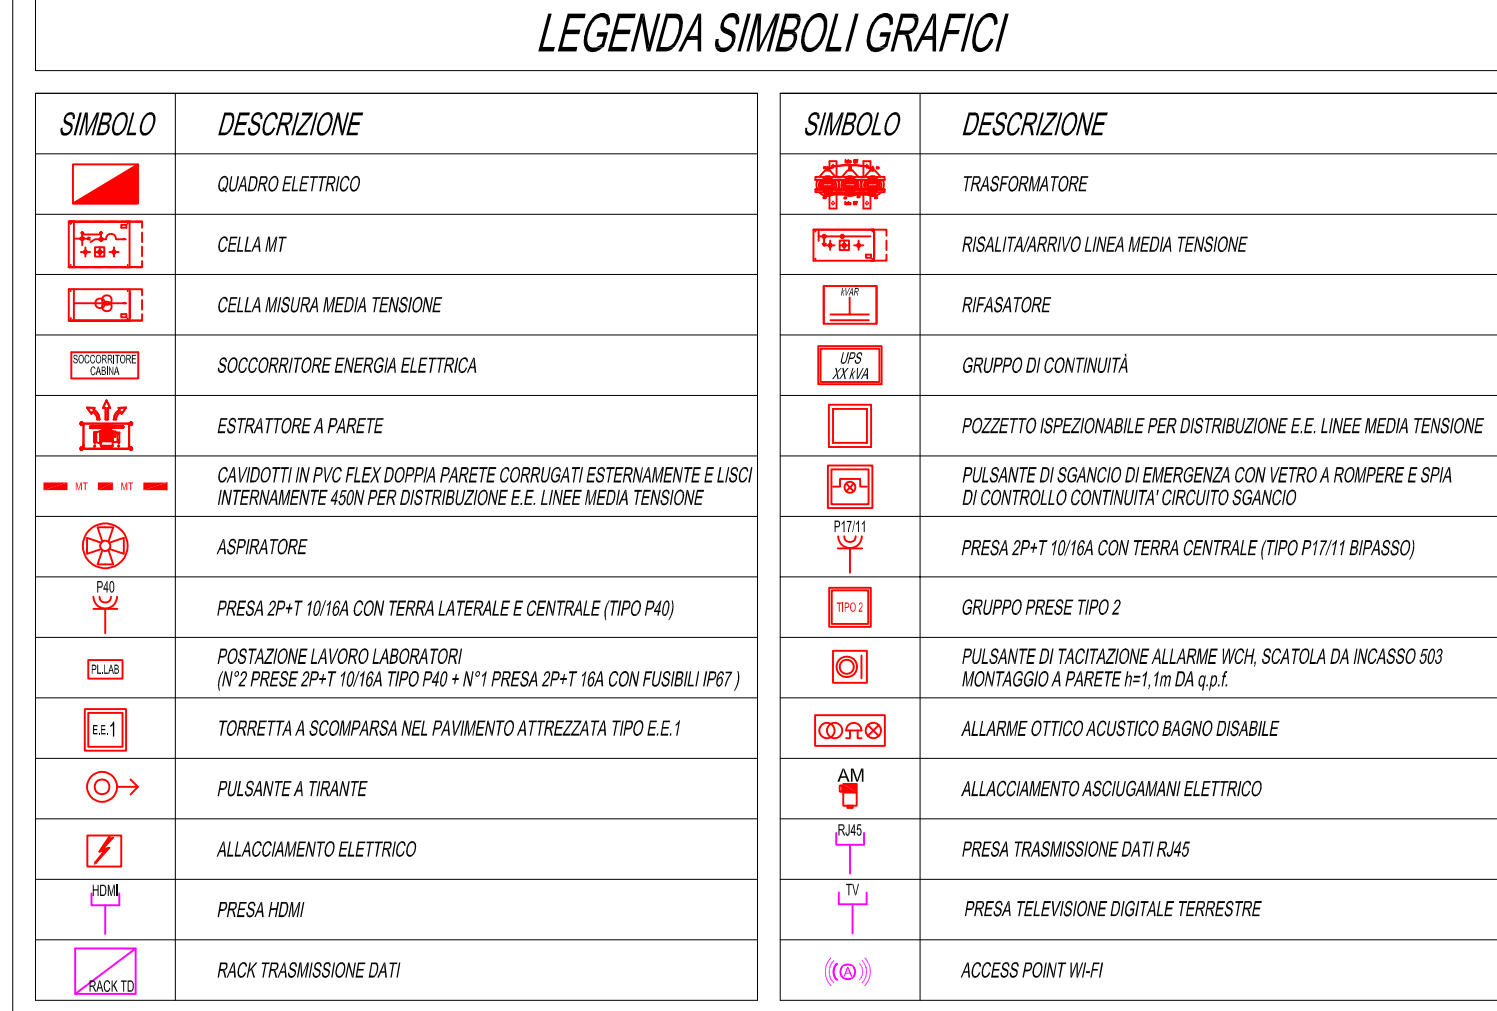 LEGENDA SIMBOLI GRAFICI
SIMBOLO DESCRIZIONE
QUADRO ELETTRICO
CELLA MT
CELLA MISURA MEDIA TENSIONE
SOCCORRITORE
CABINA
SOCCORRITORE ENERGIA ELETTRICA
ESTRATTORE A PARETE
MT MT
CAVIDOTTI IN PVC FLEX DOPPIA PARETE CORRUGATI ESTERNAMENTE E LISCI
INTERNAMENTE 450N PER DISTRIBUZIONE E.E. LINEE MEDIA TENSIONE
ASPIRATORE
P40
PRESA 2P+T 10/16A CON TERRA LATERALE E CENTRALE (TIPO P40)
PL.LAB
POSTAZIONE LAVORO LABORATORI
(N°2 PRESE 2P+T 10/16A TIPO P40 + N°1 PRESA 2P+T 16A CON FUSIBILI IP67 )
E.E.1
TORRETTA A SCOMPARSA NEL PAVIMENTO ATTREZZATA TIPO E.E.1
PULSANTE A TIRANTE
ALLACCIAMENTO ELETTRICO
HDMI
PRESA HDMI
RACK TD
RACK TRASMISSIONE DATI
SIMBOLO DESCRIZIONE
TRASFORMATORE
RISALITA/ARRIVO LINEA MEDIA TENSIONE
kVAR
RIFASATORE
UPS
XX kVA
GRUPPO DI CONTINUITÀ
POZZETTO ISPEZIONABILE PER DISTRIBUZIONE E.E. LINEE MEDIA TENSIONE
PULSANTE DI SGANCIO DI EMERGENZA CON VETRO A ROMPERE E SPIA
DI CONTROLLO CONTINUITA' CIRCUITO SGANCIO
P17/11
PRESA 2P+T 10/16A CON TERRA CENTRALE (TIPO P17/11 BIPASSO)
TIPO 2
GRUPPO PRESE TIPO 2
PULSANTE DI TACITAZIONE ALLARME WCH, SCATOLA DA INCASSO 503
MONTAGGIO A PARETE h=1,1m DA q.p.f.
ALLARME OTTICO ACUSTICO BAGNO DISABILE
AM
ALLACCIAMENTO ASCIUGAMANI ELETTRICO
RJ45
PRESA TRASMISSIONE DATI RJ45
TV
PRESA TELEVISIONE DIGITALE TERRESTRE
A
ACCESS POINT WI-FI